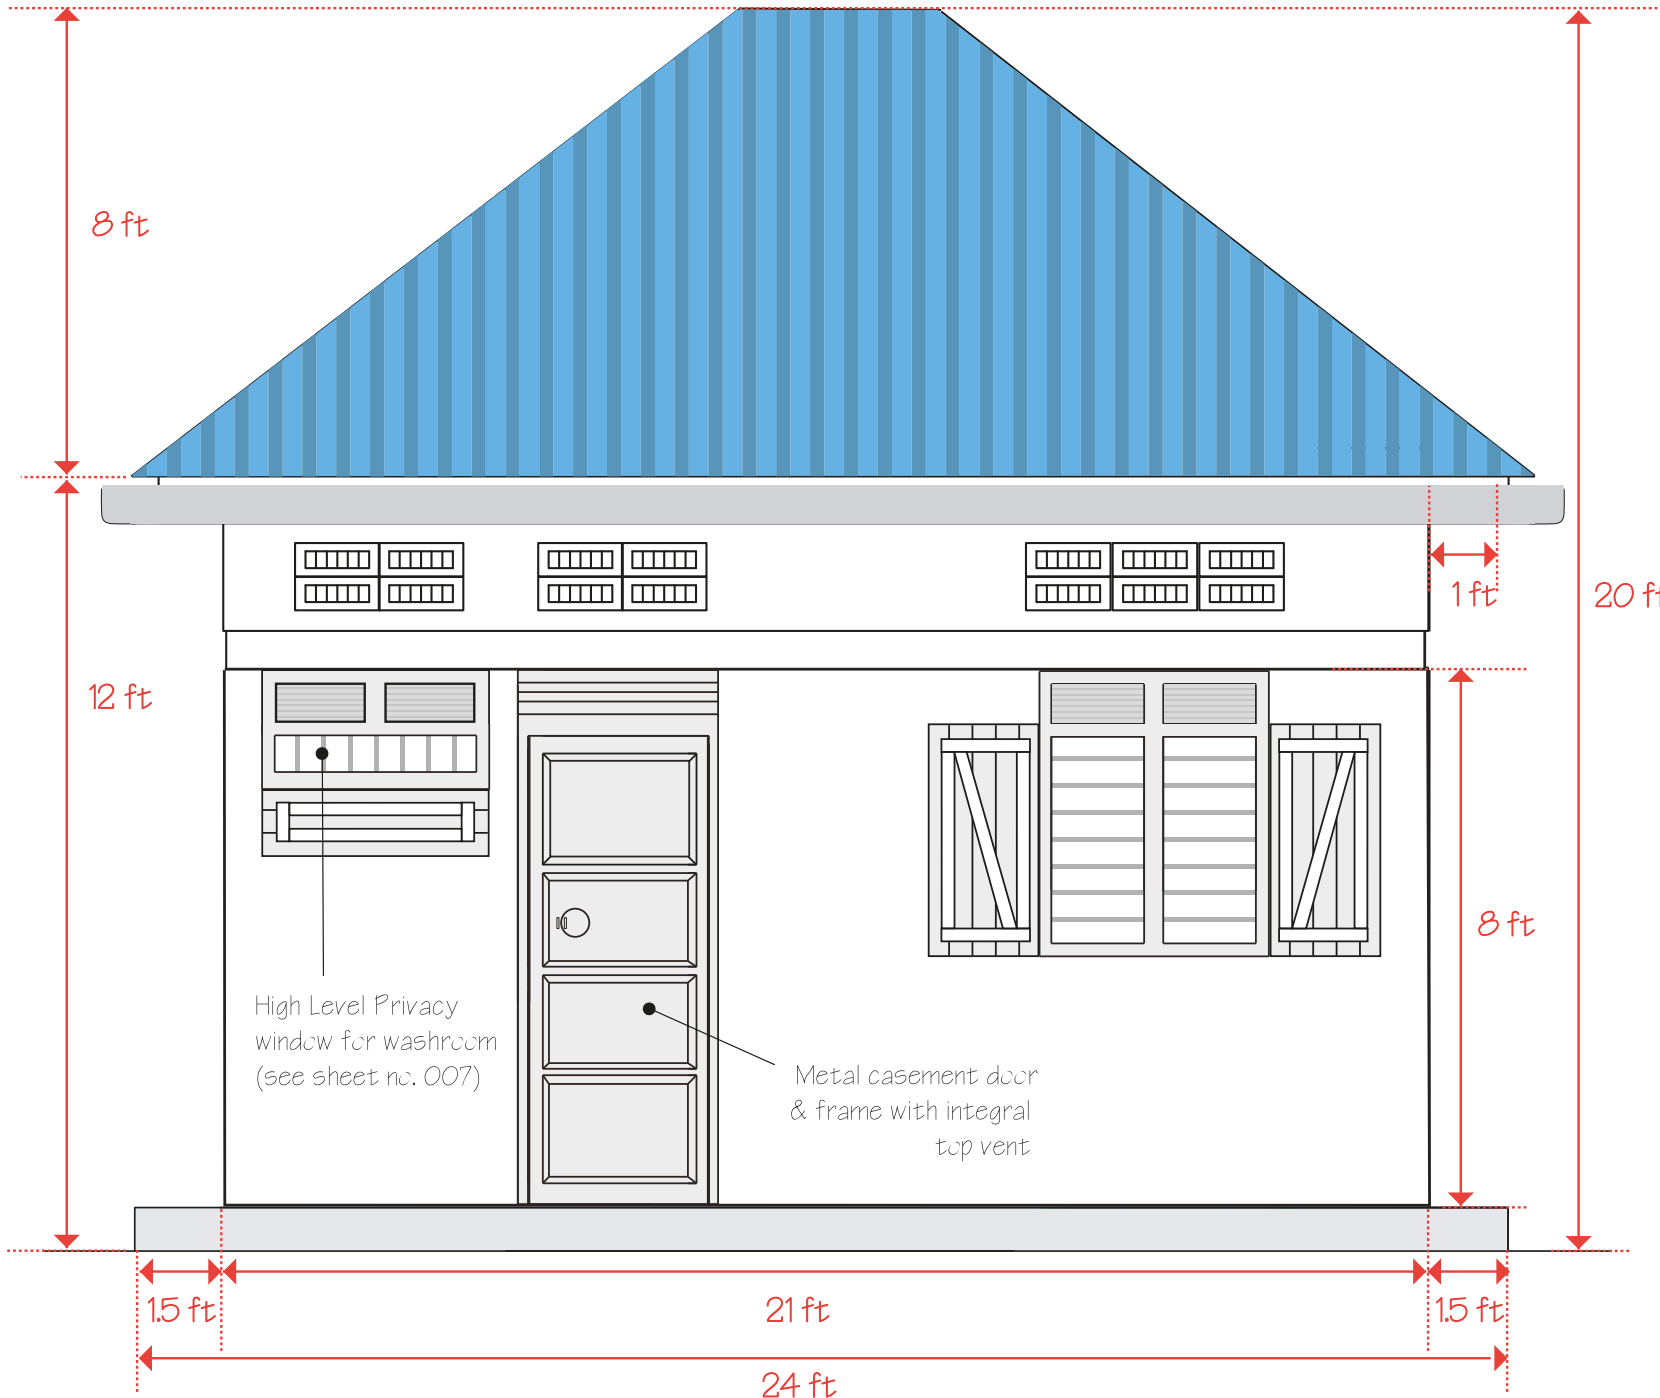 8 ft
1 ft
20 ft
12 ft
8 ft
High Level Privacy
window for washroom
(see sheet no. 007)
Metal casement door
& frame with integral
top vent
1.5 ft
21 ft
1.5 ft
24 ft